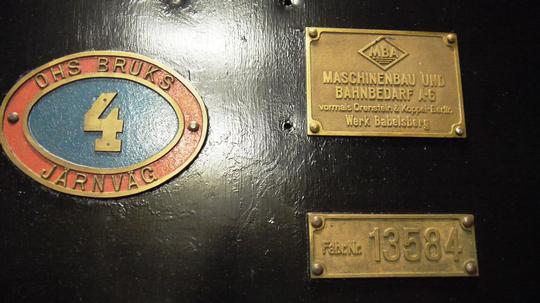 OHS BRUKS
4
JÄRNVÄG
MBA
MASCHINENBAU UND
BAHNBEDARF A-G
vormals Orenstein & Koppel-Berlin
Werk Babelsberg
Fabr. Nr. 13584